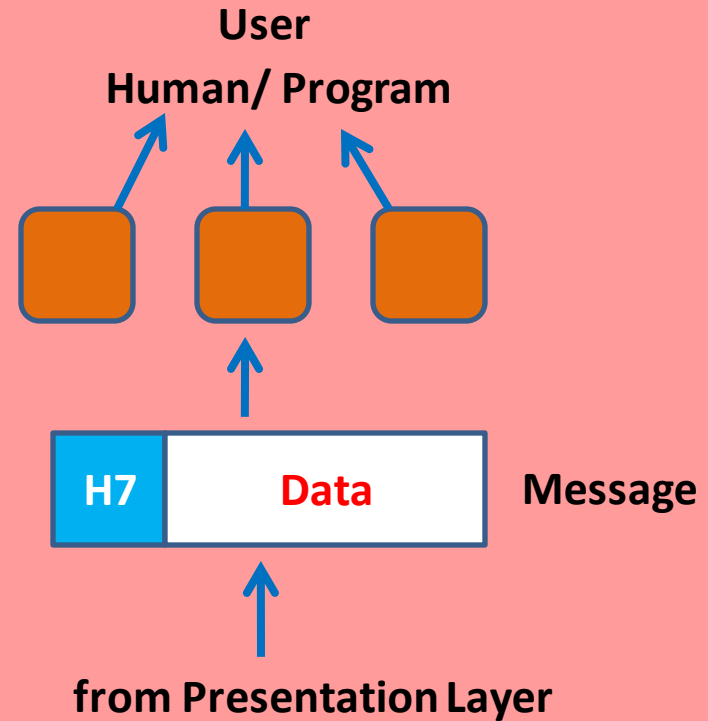 User
Human/ Program
H7 Data Message
from Presentation Layer